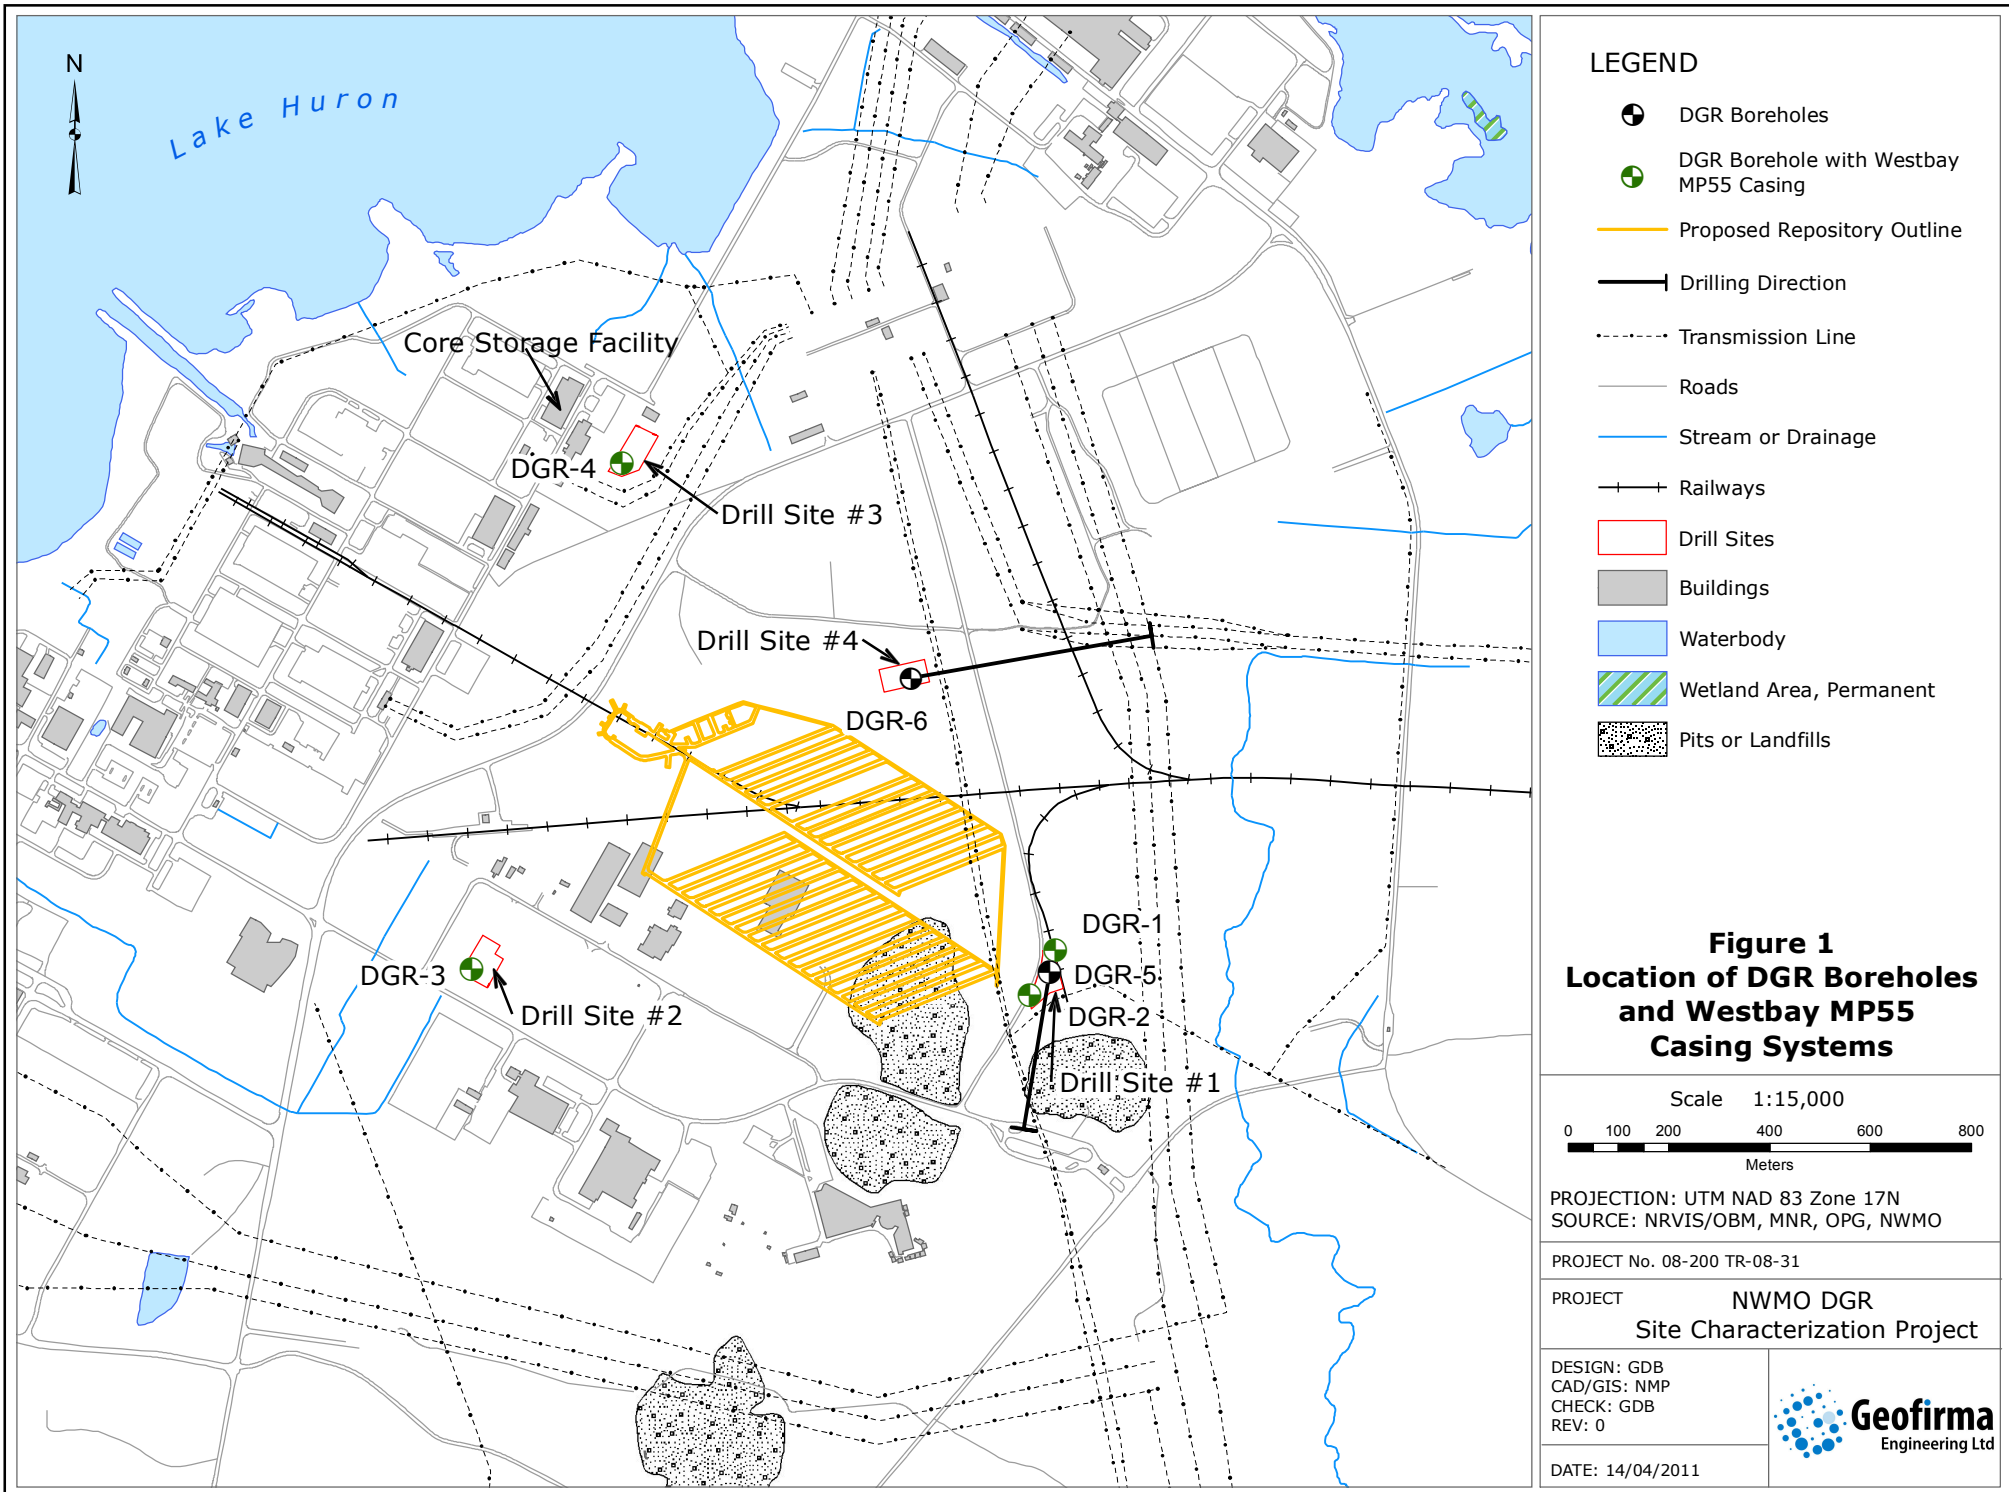 N
Lake Huron
Core Storage Facility
DGR-4
Drill Site #3
Drill Site #4
DGR-6
DGR-1
DGR-3
DGR-5
Drill Site #2
DGR-2
Drill Site #1
LEGEND
DGR Boreholes
DGR Borehole with Westbay
MP55 Casing
Proposed Repository Outline
Drilling Direction
Transmission Line
Roads
Stream or Drainage
Railways
Drill Sites
Buildings
Waterbody
Wetland Area, Permanent
Pits or Landfills
Figure 1
Location of DGR Boreholes
and Westbay MP55
Casing Systems
Scale 1:15,000
0 100 200 400 600 800
Meters
PROJECTION: UTM NAD 83 Zone 17N
SOURCE: NRVIS/OBM, MNR, OPG, NWMO
PROJECT No. 08-200 TR-08-31
PROJECT NWMO DGR
Site Characterization Project
DESIGN: GDB
CAD/GIS: NMP
CHECK: GDB
REV: 0
DATE: 14/04/2011
Geofirma
Engineering Ltd